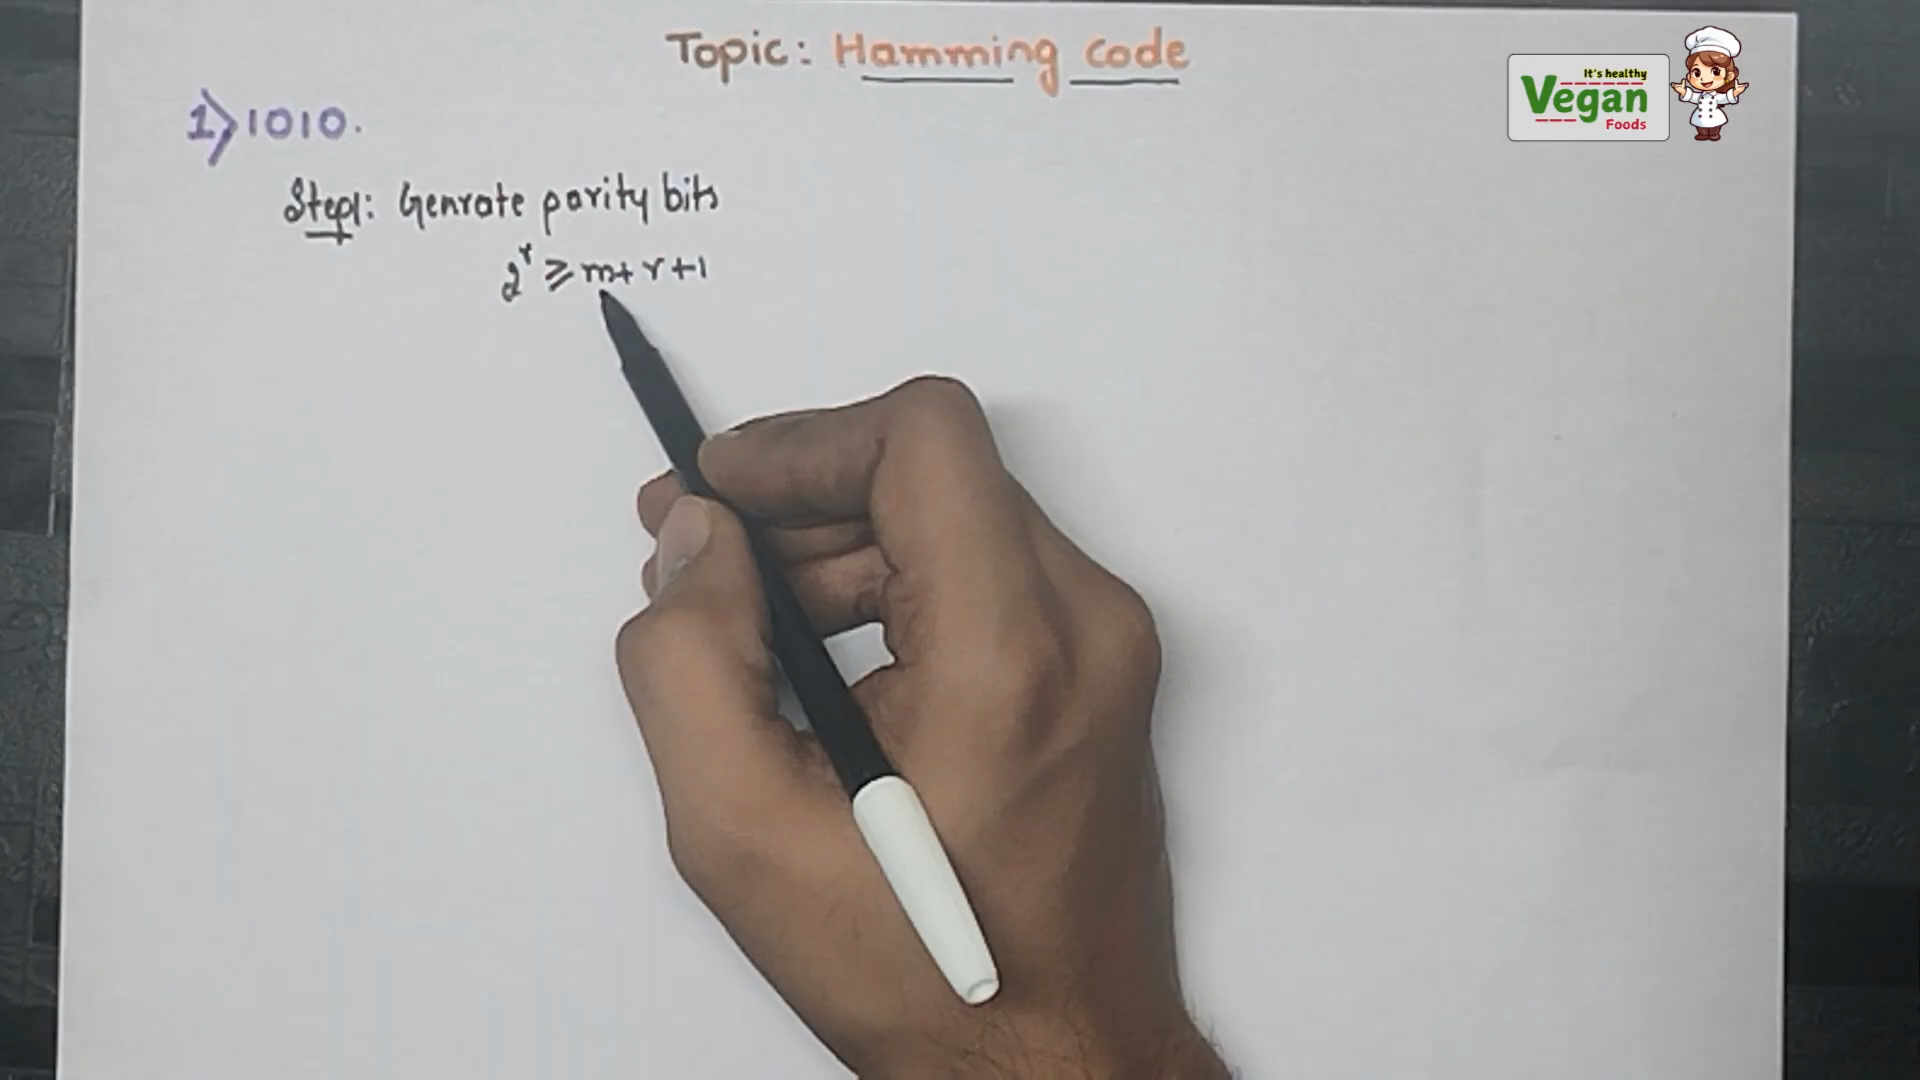 Topic: Hamming code
It's healthy
Vegan
Foods
1) 1010.
Step1: Genrate parity bits
2^r ≥ m+r+1